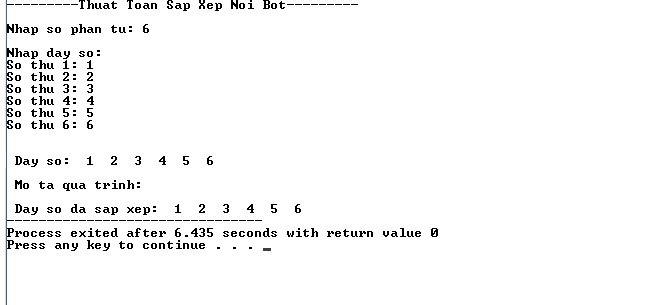 ---------Thuat Toan Sap Xep Noi Bot---------
Nhap so phan tu: 6
Nhap day so:
So thu 1: 1
So thu 2: 2
So thu 3: 3
So thu 4: 4
So thu 5: 5
So thu 6: 6
Day so:  1  2  3  4  5  6
Mo ta qua trinh:
Day so da sap xep:  1  2  3  4  5  6
--------------------------------
Process exited after 6.435 seconds with return value 0
Press any key to continue . . . _